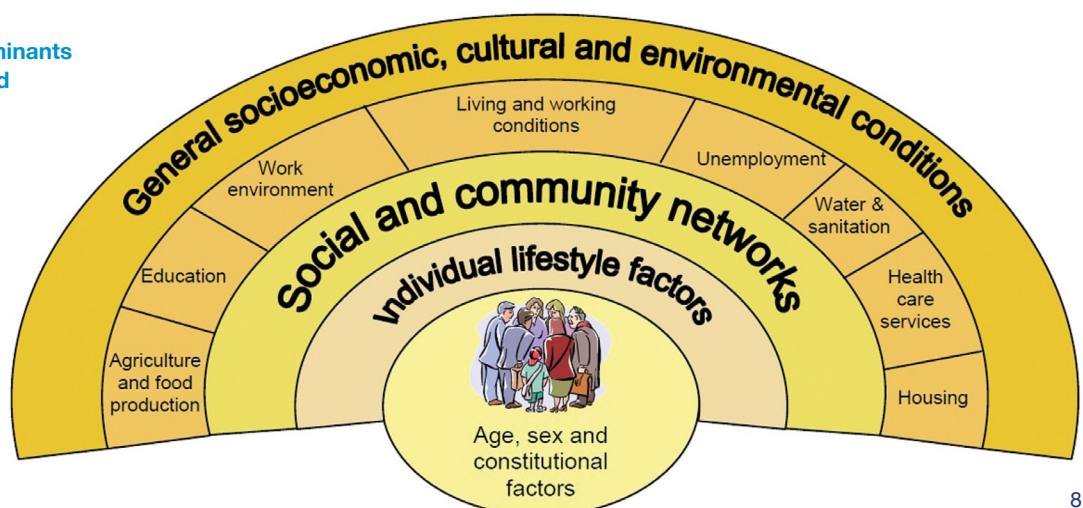 minants
d
General socioeconomic, cultural and environmental conditions
Living and working
conditions
Work
environment
Unemployment
Water &
sanitation
Education
Health
care
services
Agriculture
and food
production
Housing
Social and community networks
Individual lifestyle factors
Age, sex and
constitutional
factors
8